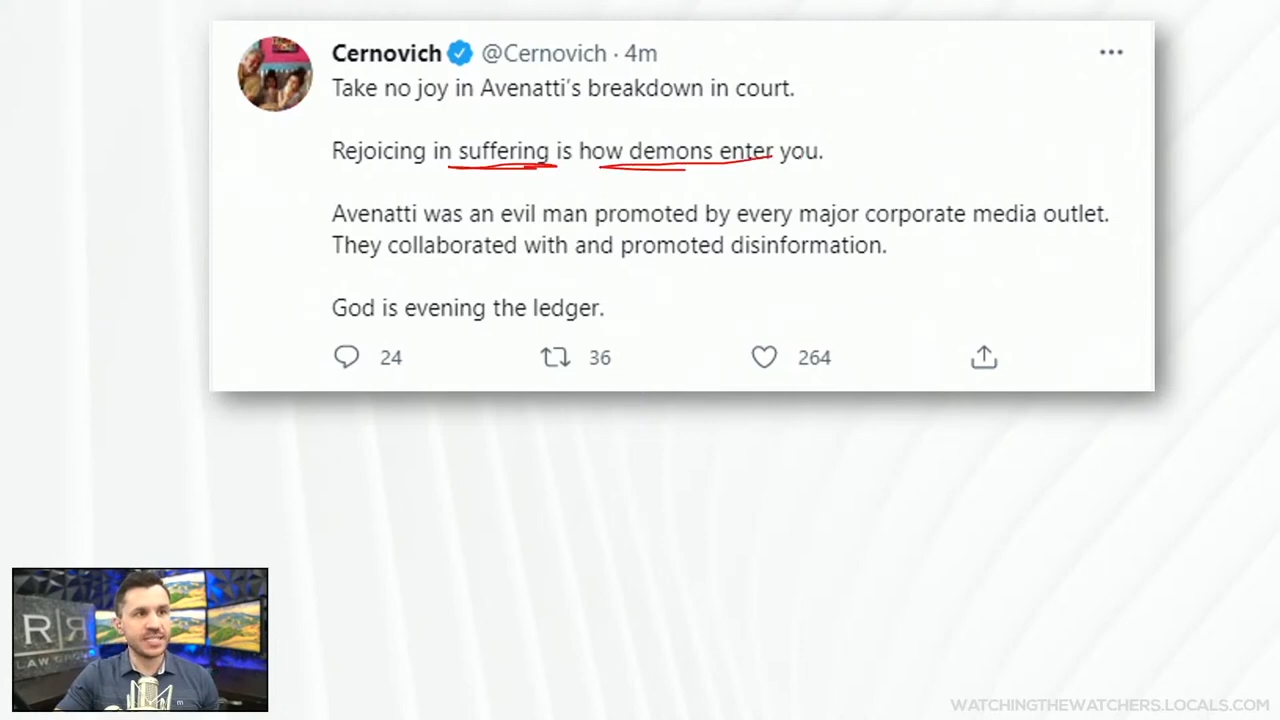 Cernovich @Cernovich · 4m
Take no joy in Avenatti's breakdown in court.
Rejoicing in suffering is how demons enter you.
Avenatti was an evil man promoted by every major corporate media outlet.
They collaborated with and promoted disinformation.
God is evening the ledger.
24 36 264
R|R
LAW GRO
WATCHINGTHEWATCHERS.LOCALS.COM